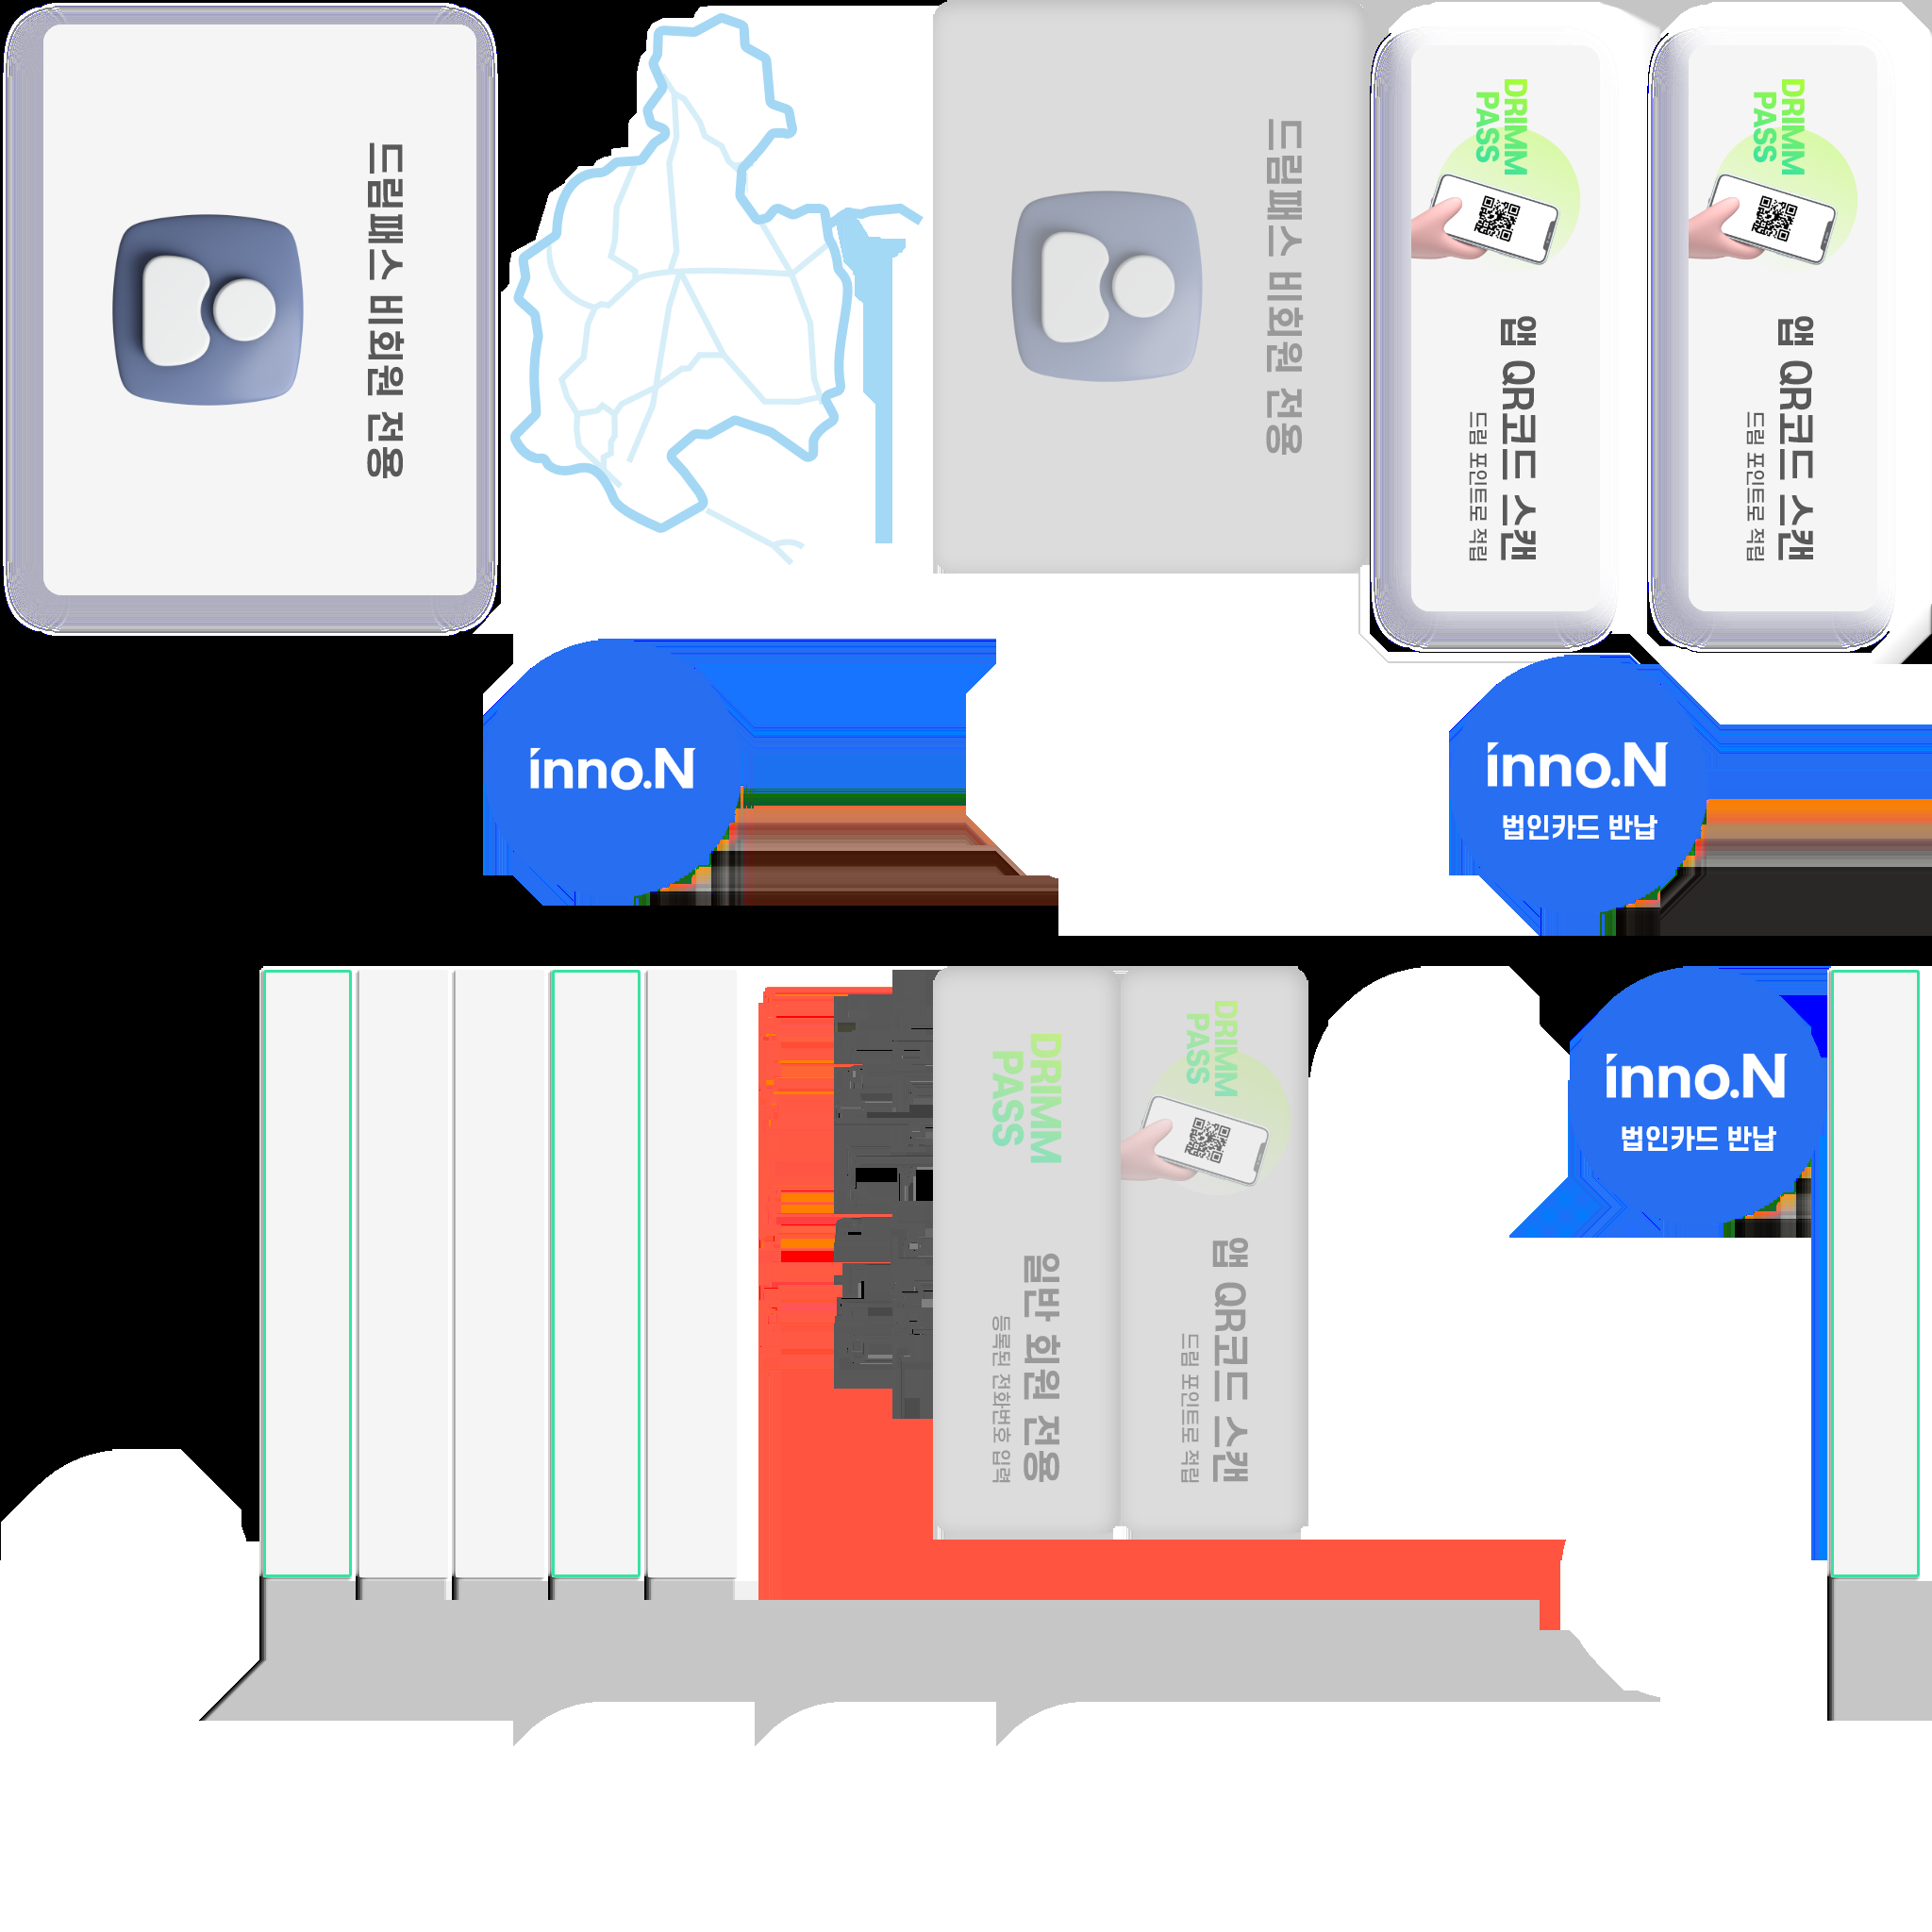 드림패스 비회원 전용
드림패스 비회원 전용
DRIMM
PASS
앱 QR코드 스캔
드림 포인트로 적립
DRIMM
PASS
앱 QR코드 스캔
드림 포인트로 적립
inno.N
inno.N
법인카드 반납
DRIMM
PASS
일반 회원 전용
등록된 전화번호 입력
DRIMM
PASS
앱 QR코드 스캔
드림 포인트로 적립
inno.N
법인카드 반납